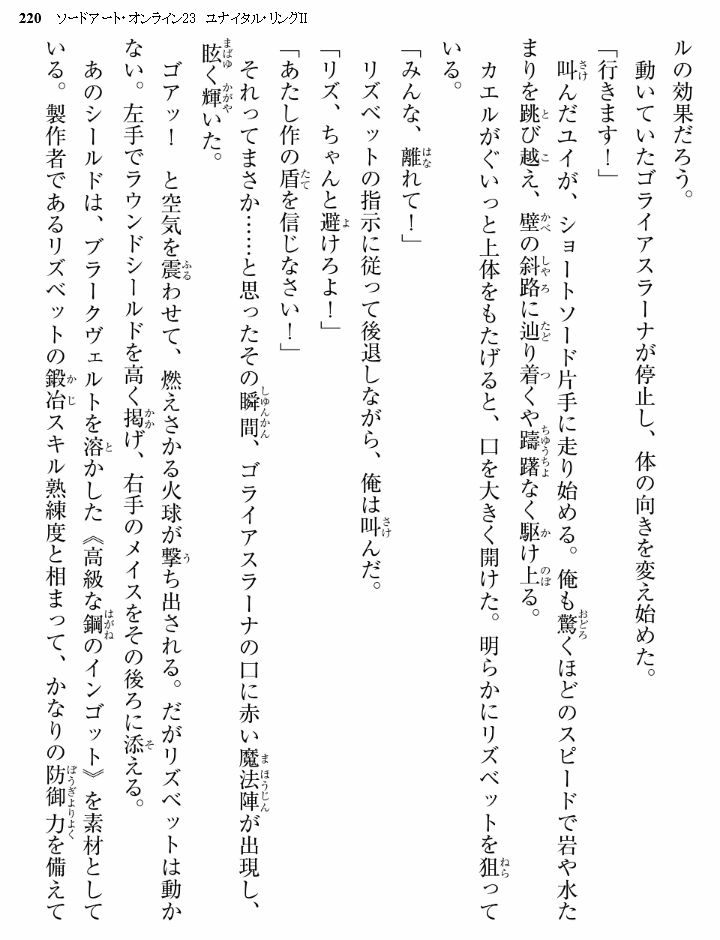 220　ソードアート・オンライン23　ユナイタル・リングⅡ
ルの効果だろう。
動いていたゴライアスラーナが停止し、体の向きを変え始めた。
「行きます！」
叫んだユイが、ショートソード片手に走り始める。俺も驚くほどのスピードで岩や水た
まりを跳び越え、壁の斜路に辿り着くや躊躇なく駆け上る。
カエルがぐいっと上体をもたげると、口を大きく開けた。明らかにリズベットを狙って
いる。
「みんな、離れて！」
リズベットの指示に従って後退しながら、俺は叫んだ。
「リズ、ちゃんと避けろよ！」
「あたし作の盾を信じなさい！」
それってまさか……と思ったその瞬間、ゴライアスラーナの口に赤い魔法陣が出現し、
眩く輝いた。
ゴアッ！　と空気を震わせて、燃えさかる火球が撃ち出される。だがリズベットは動か
ない。左手でラウンドシールドを高く掲げ、右手のメイスをその後ろに添える。
あのシールドは、ブラークヴェルトを溶かした《高級な鋼のインゴット》を素材として
いる。製作者であるリズベットの鍛冶スキル熟練度と相まって、かなりの防御力を備えて